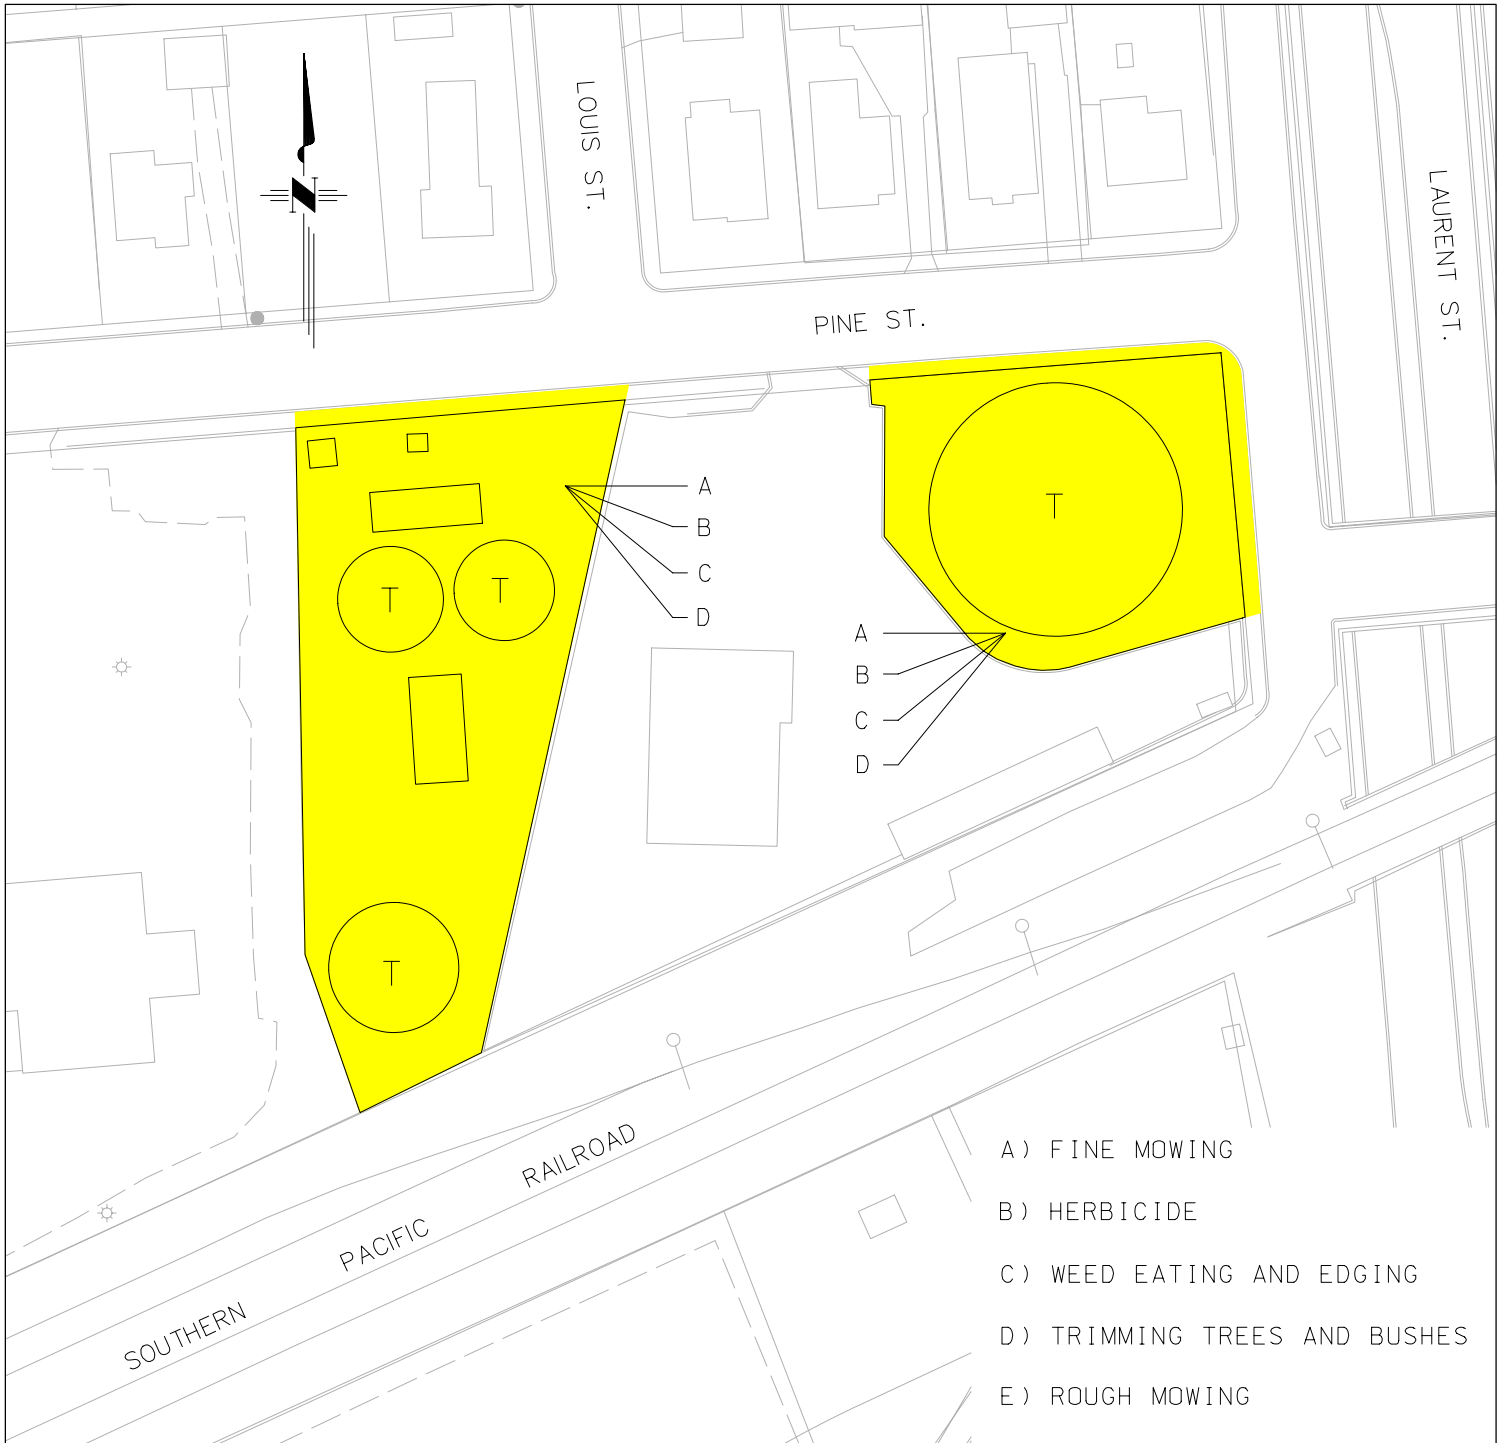 N
LOUIS ST.
LAURENT ST.
PINE ST.
A
B
C
D
T
T
T
T
A
B
C
D
SOUTHERN PACIFIC RAILROAD
A) FINE MOWING
B) HERBICIDE
C) WEED EATING AND EDGING
D) TRIMMING TREES AND BUSHES
E) ROUGH MOWING